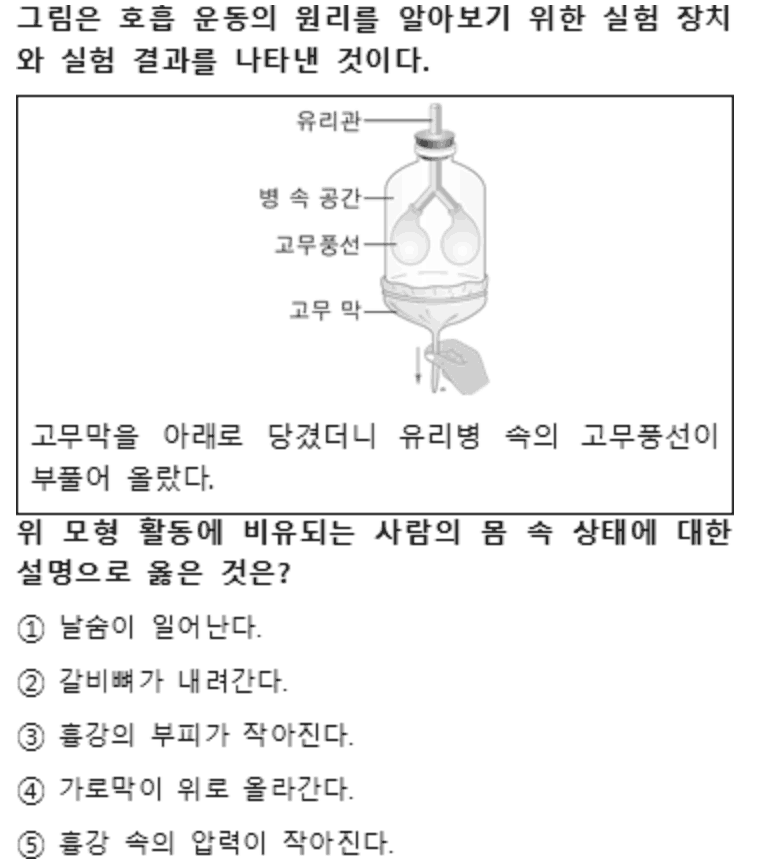 그림은 호흡 운동의 원리를 알아보기 위한 실험 장치
와 실험 결과를 나타낸 것이다.
유리관
병 속 공간
고무풍선
고무 막
고무막을 아래로 당겼더니 유리병 속의 고무풍선이
부풀어 올랐다.
위 모형 활동에 비유되는 사람의 몸 속 상태에 대한
설명으로 옳은 것은?
① 날숨이 일어난다.
② 갈비뼈가 내려간다.
③ 흉강의 부피가 작아진다.
④ 가로막이 위로 올라간다.
⑤ 흉강 속의 압력이 작아진다.